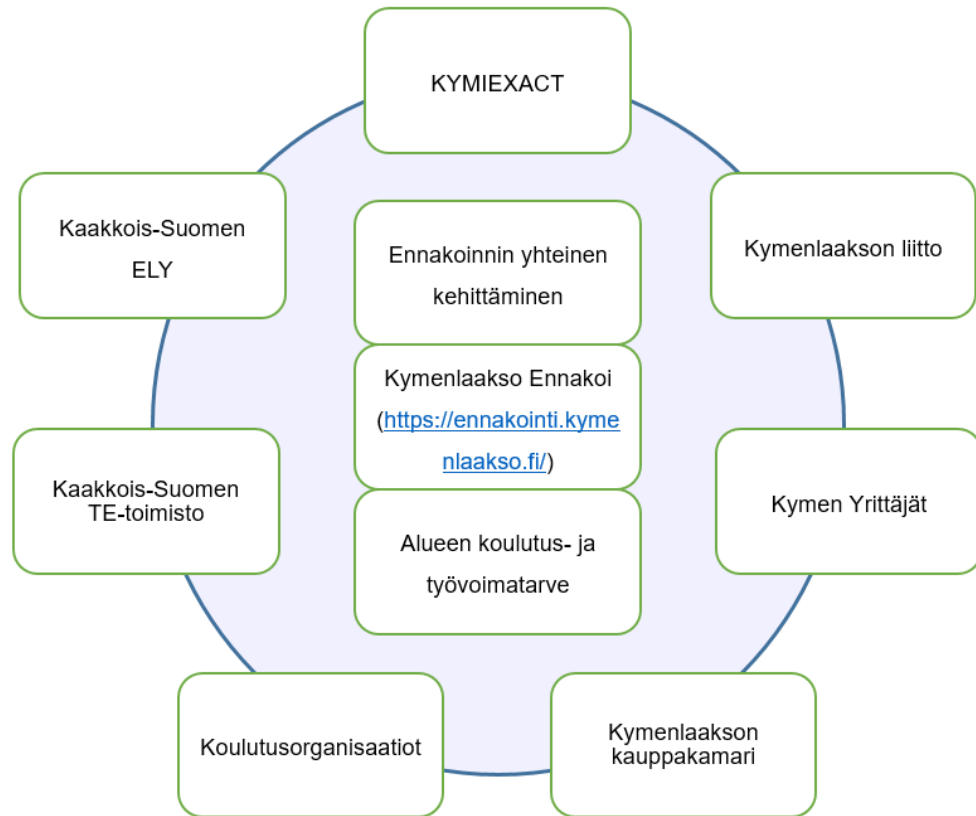 KYMIEXACT
Kaakkois-Suomen
ELY
Kymenlaakson liitto
Ennakoinnin yhteinen
kehittäminen
Kymenlaakso Ennakoi
(https://ennakointi.kyme
nlaakso.fi/)
Alueen koulutus- ja
työvoimatarve
Kaakkois-Suomen
TE-toimisto
Kymen Yrittäjät
Koulutusorganisaatiot
Kymenlaakson
kauppakamari